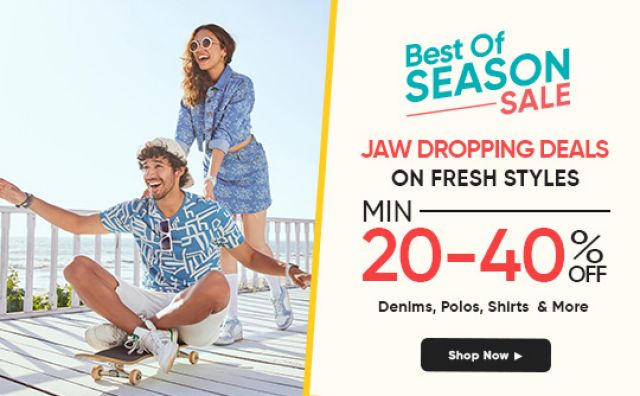 Best Of
SEASON
SALE
JAW DROPPING DEALS
ON FRESH STYLES
MIN
20-40% OFF
Denims, Polos, Shirts & More
Shop Now ▶